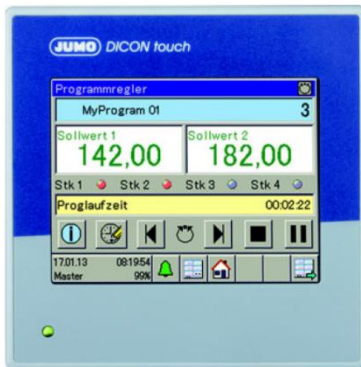 JUMO DICON touch
Programmregler
MyProgram 01 3
Sollwert 1 Sollwert 2
142,00 182,00
Stk 1 Stk 2 Stk 3 Stk 4
Proglaufzeit 00:02:22
17.01.13 08:19:54
Master 99%